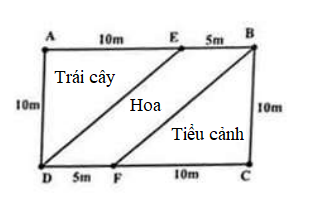 A 10m E 5m B
Trái cây
10m Hoa 10m
Tiểu cảnh
D 5m F 10m C